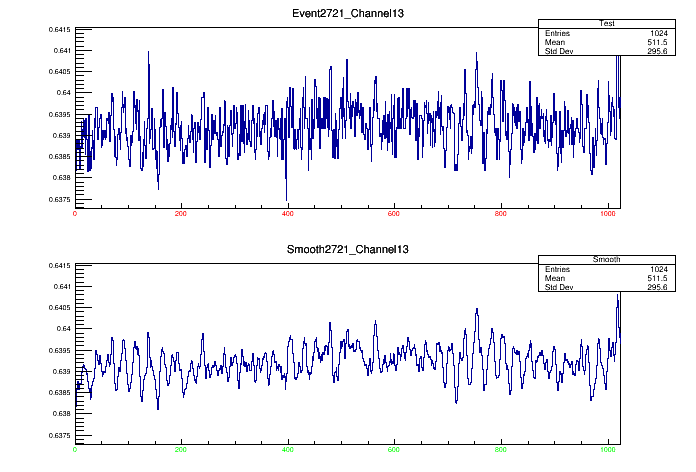 Event2721_Channel13
Test
Entries 1024
Mean 511.5
Std Dev 295.6
0.6415
0.641
0.6405
0.64
0.6395
0.639
0.6385
0.638
0.6375
0 200 400 600 800 1000
Smooth2721_Channel13
Smooth
Entries 1024
Mean 511.5
Std Dev 295.6
0.6415
0.641
0.6405
0.64
0.6395
0.639
0.6385
0.638
0.6375
0 200 400 600 800 1000